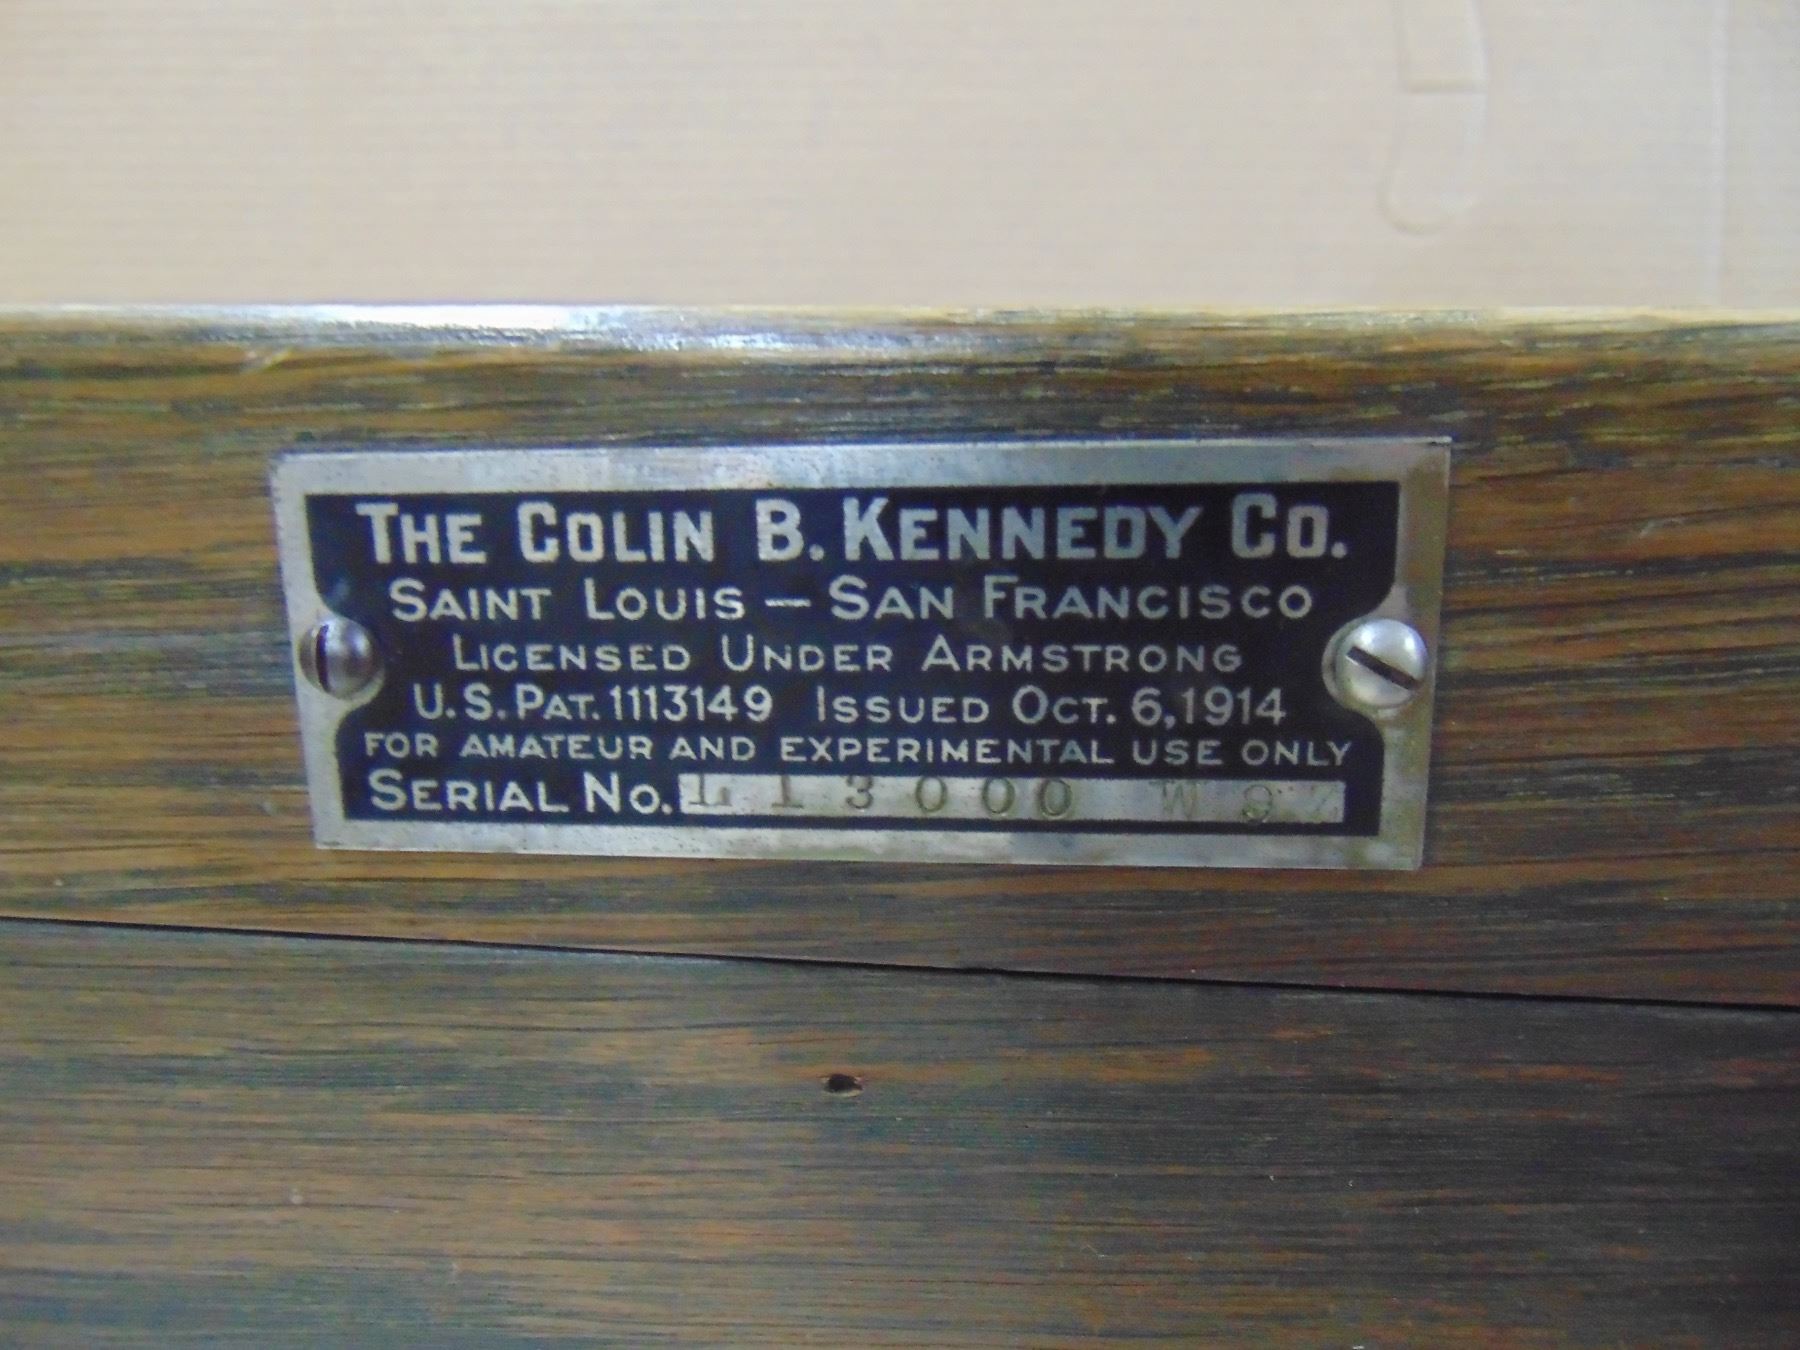 THE COLIN B. KENNEDY CO.
SAINT LOUIS — SAN FRANCISCO
LICENSED UNDER ARMSTRONG
U.S. PAT. 1113149 ISSUED OCT. 6, 1914
FOR AMATEUR AND EXPERIMENTAL USE ONLY
SERIAL NO. L13000